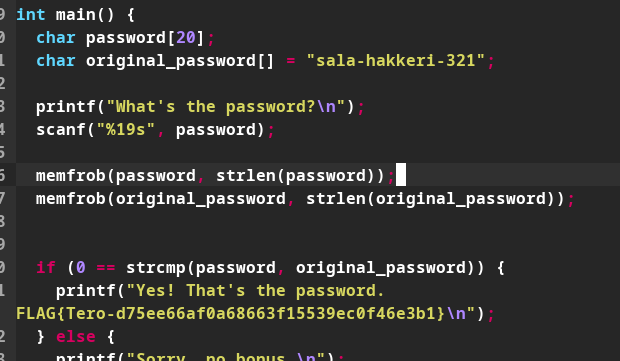 9 int main() {
0 char password[20];
1 char original_password[] = "sala-hakkeri-321";
2
3 printf("What's the password?\n");
4 scanf("%19s", password);
5
6 memfrob(password, strlen(password));
7 memfrob(original_password, strlen(original_password));
8
9
0 if (0 == strcmp(password, original_password)) {
1 printf("Yes! That's the password.
FLAG{Tero-d75ee66af0a68663f15539ec0f46e3b1}\n");
2 } else {
printf("Sorry, no bonus.\n");